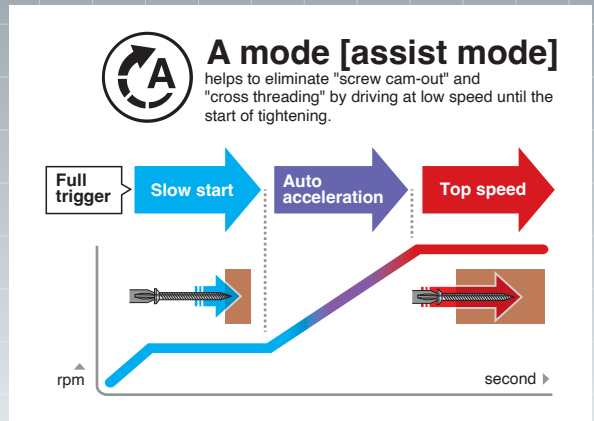 A
A mode [assist mode]
helps to eliminate "screw cam-out" and
"cross threading" by driving at low speed until the
start of tightening.
Full
trigger
Slow start
Auto
acceleration
Top speed
rpm
second